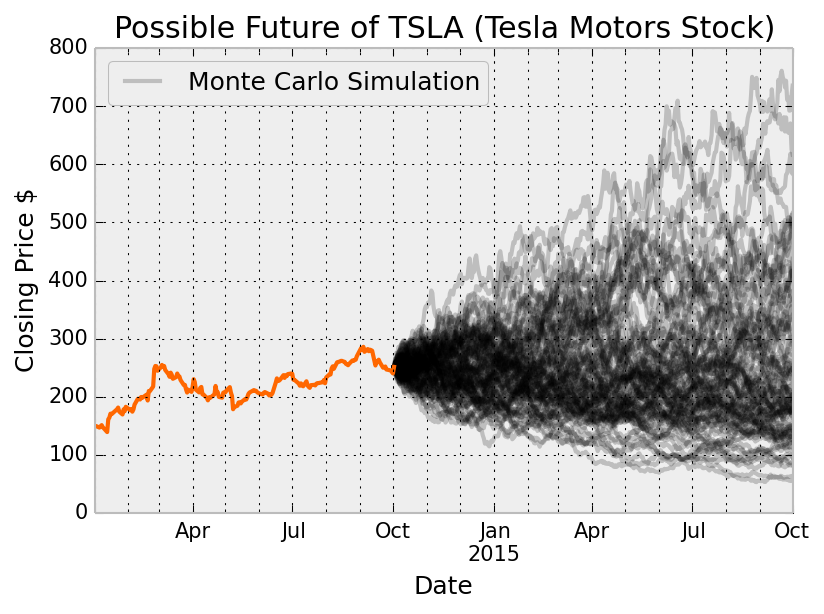 Possible Future of TSLA (Tesla Motors Stock)
Monte Carlo Simulation
Closing Price $
800
700
600
500
400
300
200
100
0
Apr Jul Oct Jan Apr Jul Oct
2015
Date